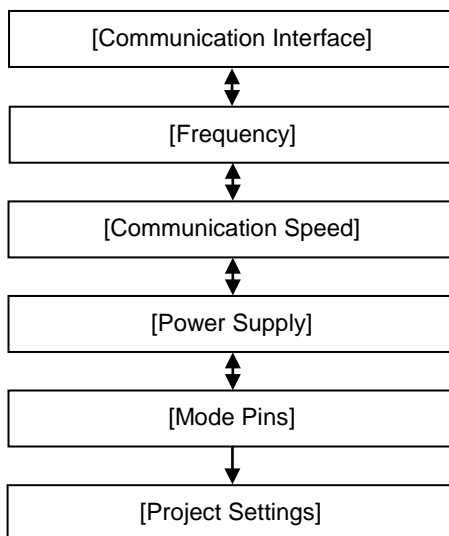 [Communication Interface]
[Frequency]
[Communication Speed]
[Power Supply]
[Mode Pins]
[Project Settings]